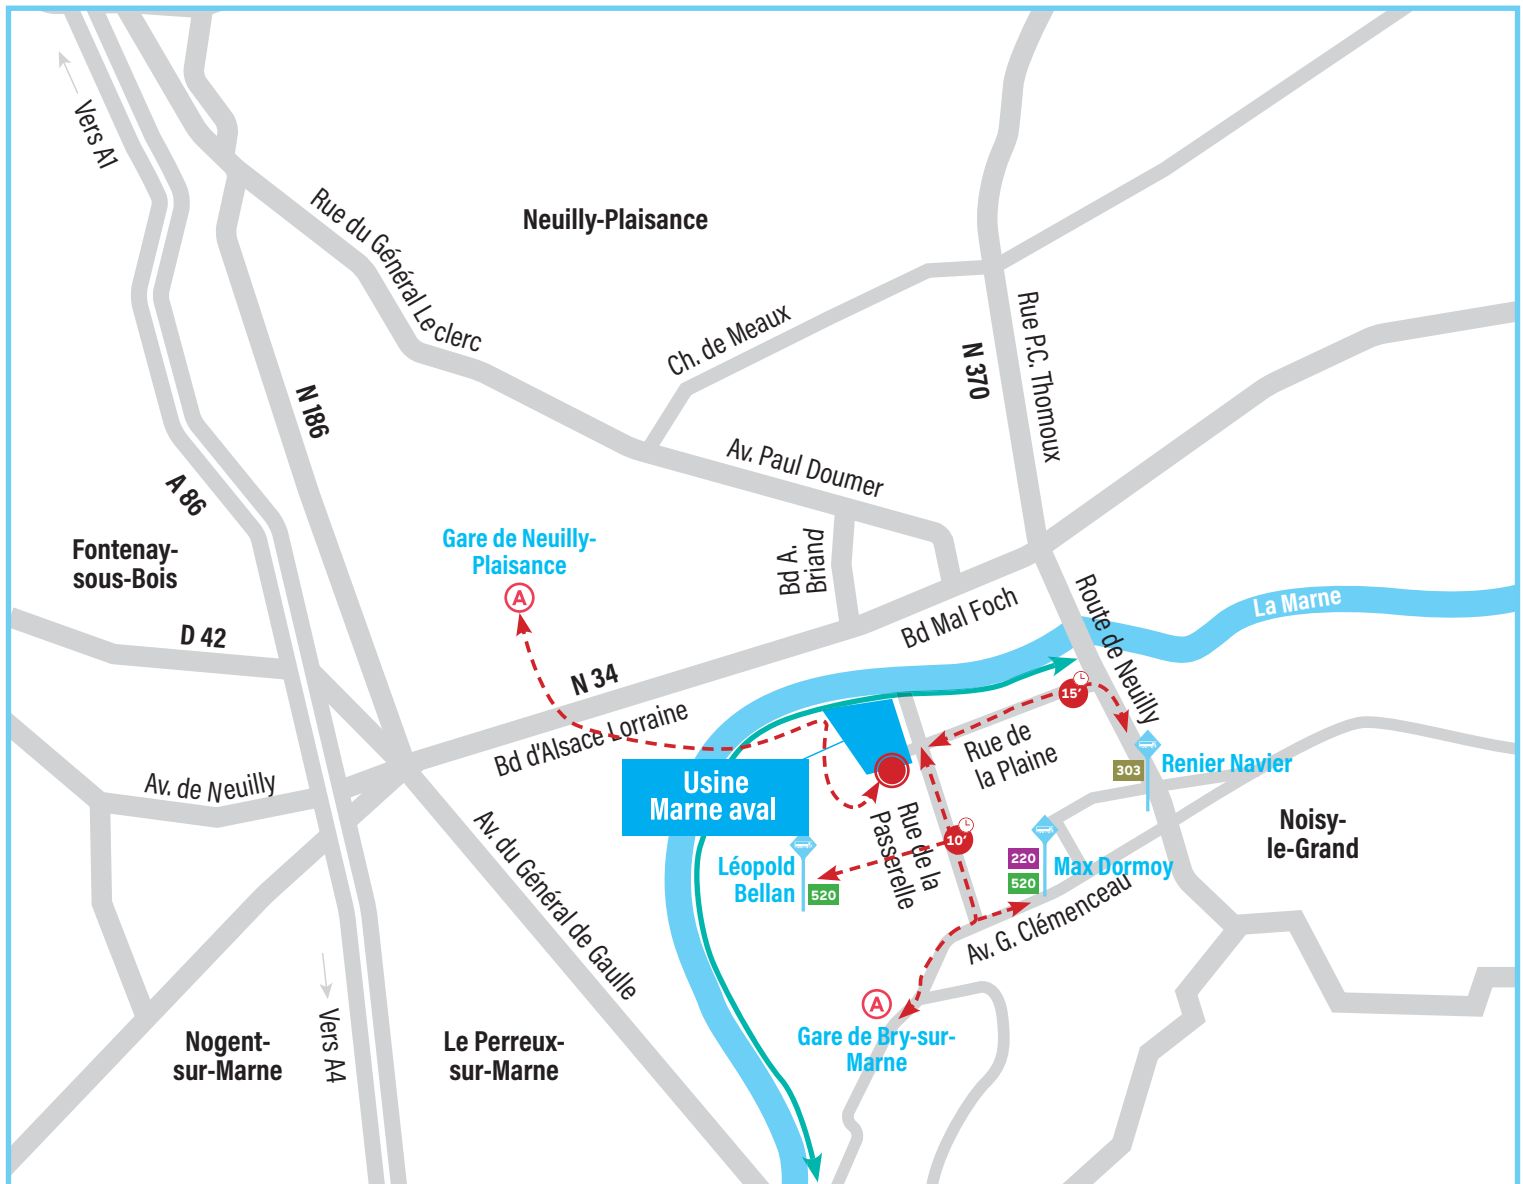 Vers A1
Rue du Général Leclerc
Neuilly-Plaisance
Ch. de Meaux
Rue P.C. Thomoux
N 370
N 186
A 86
Av. Paul Doumer
Fontenay-
sous-Bois
Gare de Neuilly-
Plaisance
A
Bd A.
Briand
D 42
Bd Mal Foch
Route de Neuilly
La Marne
N 34
Bd d'Alsace Lorraine
15'
Rue de
la Plaine
Av. de Neuilly
Usine
Marne aval
303
Renier Navier
Noisy-
le-Grand
Av. du Général de Gaulle
Rue de la
Passerelle
10'
Léopold
Bellan
520
220
520
Max Dormoy
Av. G. Clémenceau
A
Gare de Bry-sur-
Marne
Vers A4
Nogent-
sur-Marne
Le Perreux-
sur-Marne